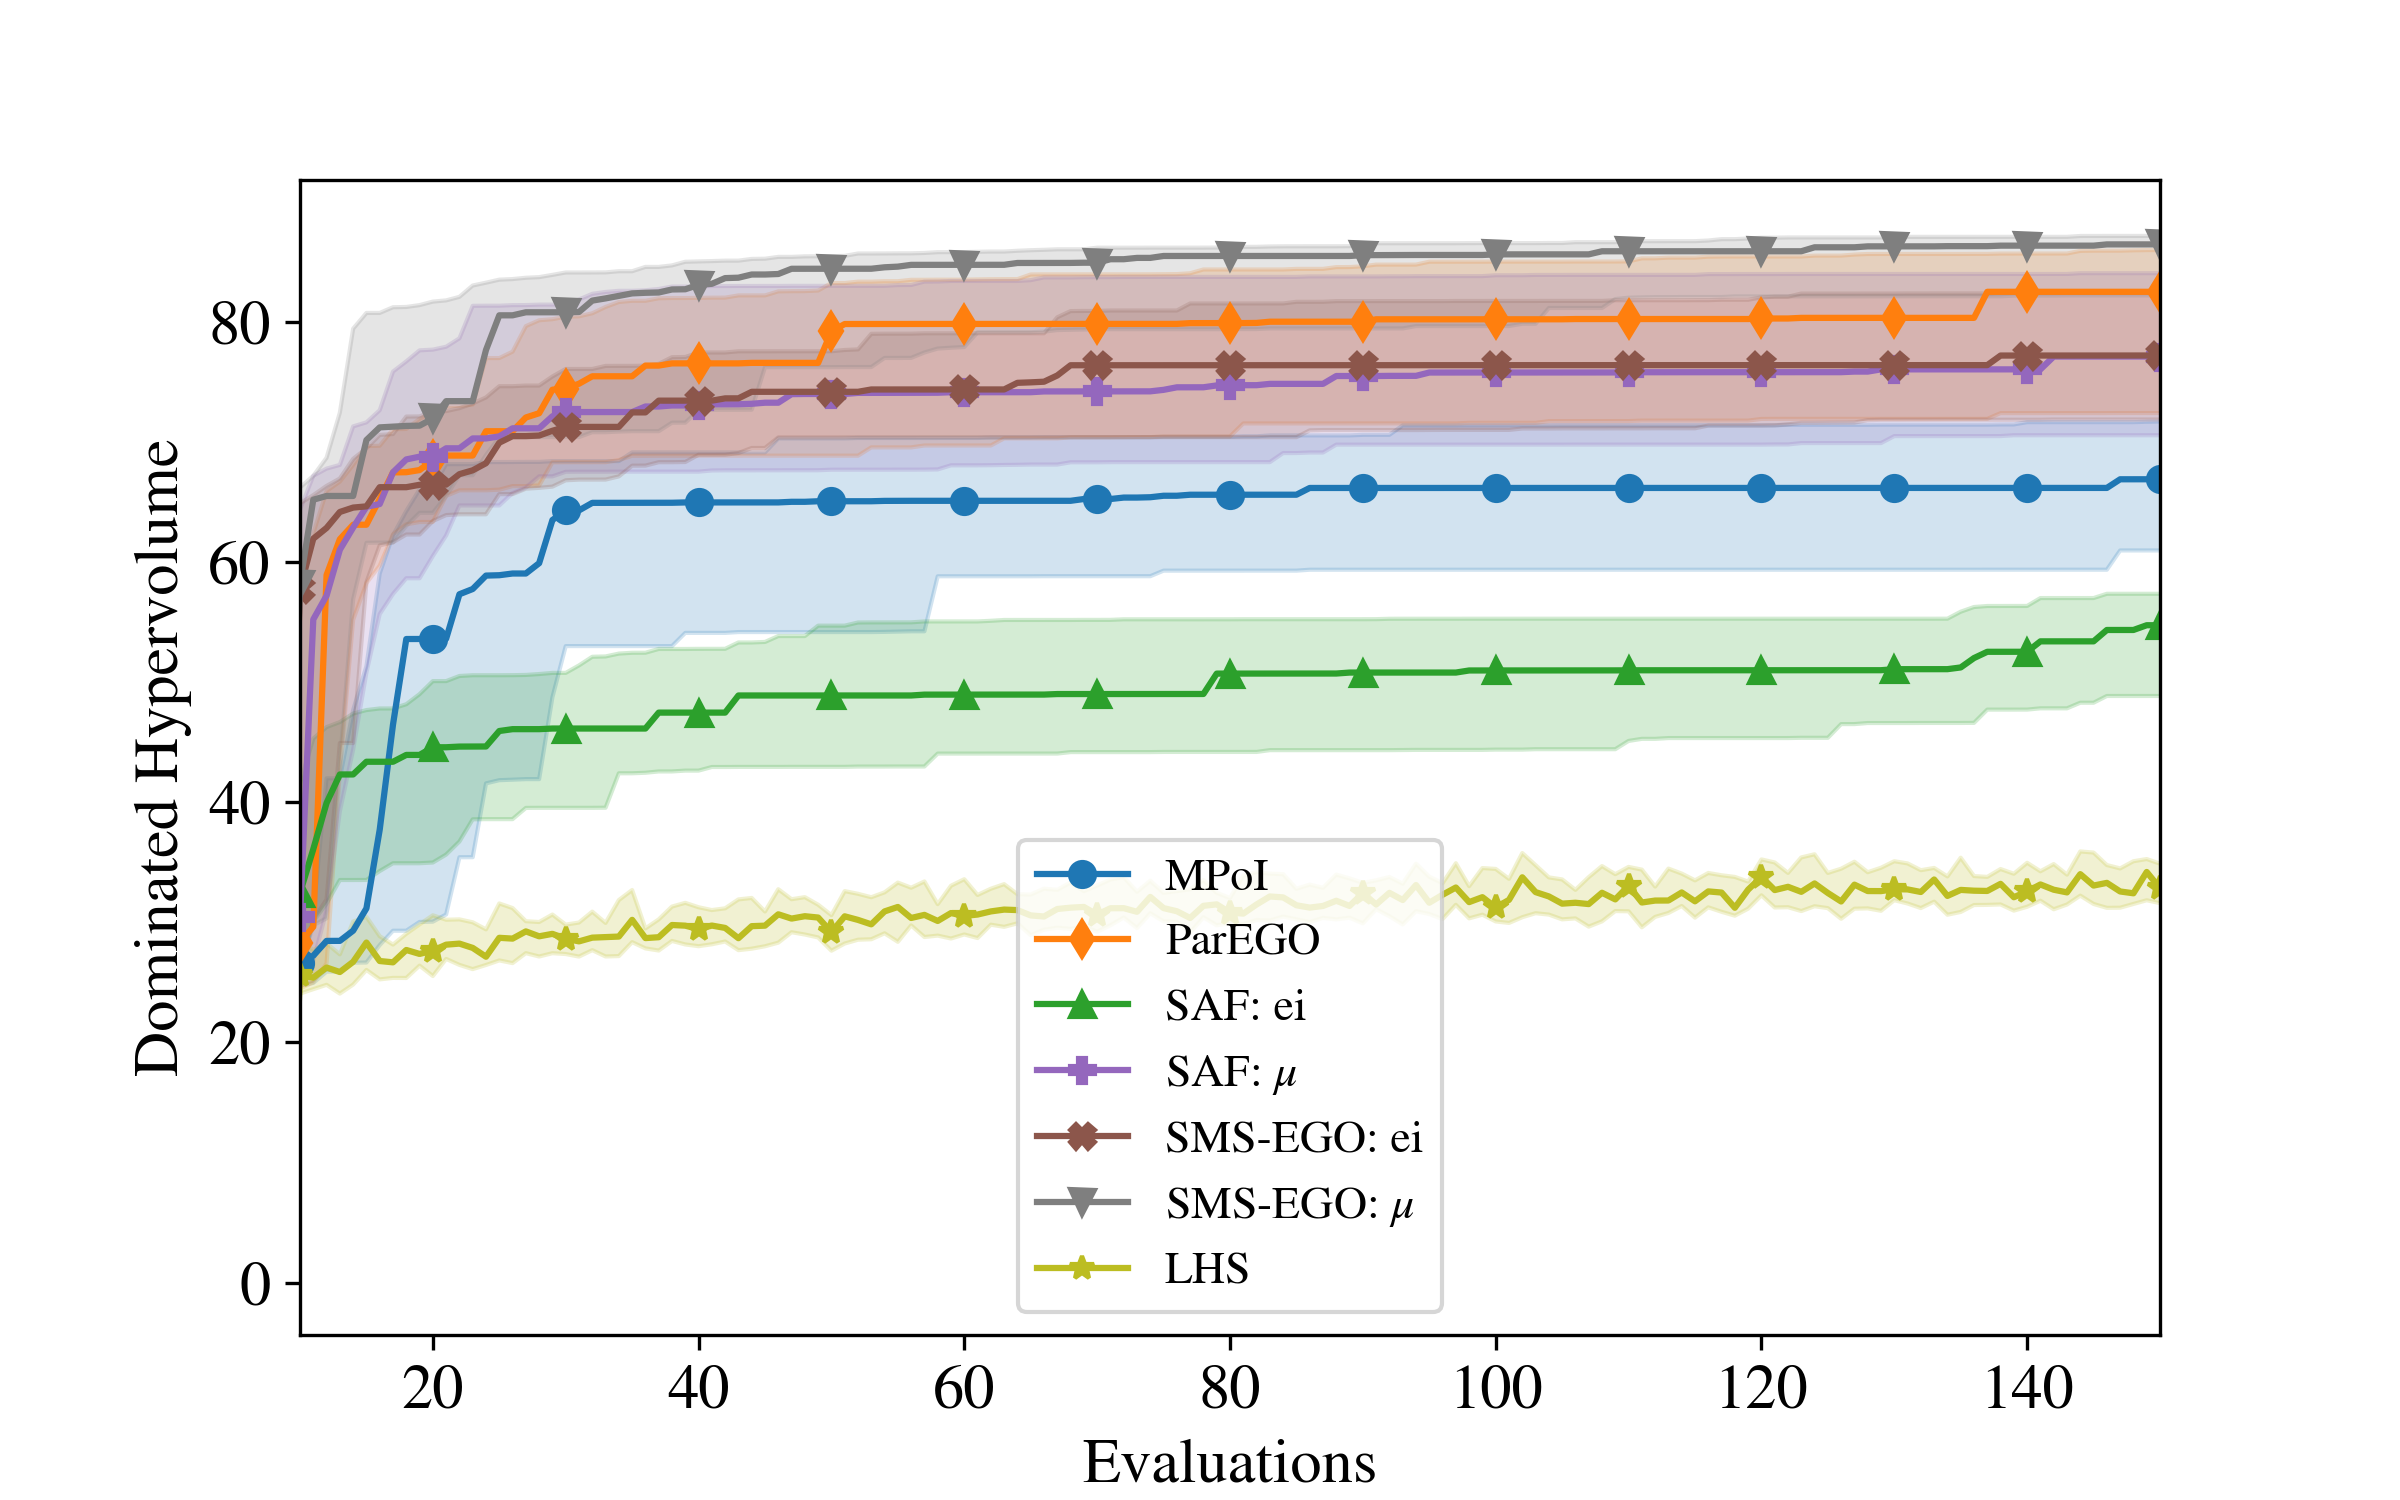 Dominated Hypervolume
80
60
40
20
0
MPoI
ParEGO
SAF: ei
SAF: μ
SMS-EGO: ei
SMS-EGO: μ
LHS
20 40 60 80 100 120 140
Evaluations